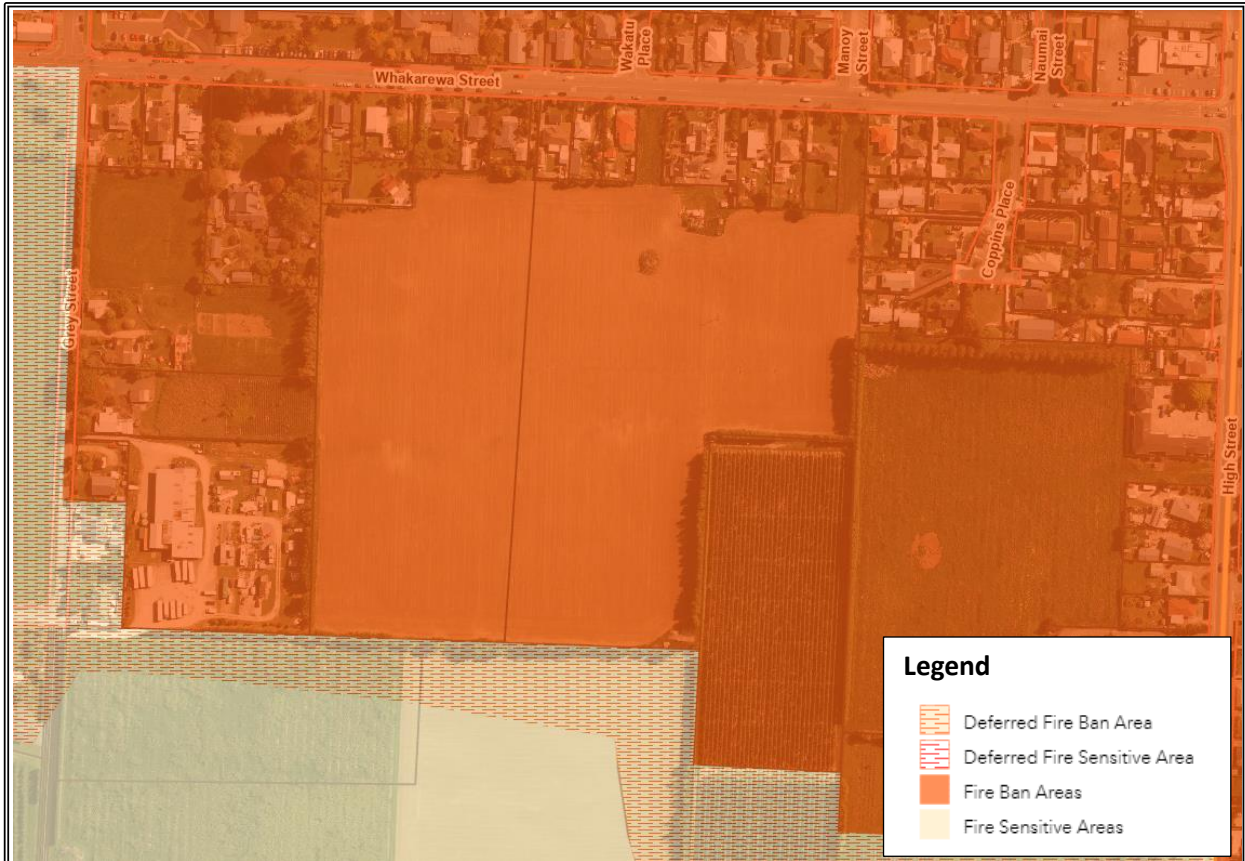 Wakatu
Place
Manoy
Street
Naumai
Street
Whakarewa Street
Coppins Place
Grey Street
High Street
Legend
Deferred Fire Ban Area
Deferred Fire Sensitive Area
Fire Ban Areas
Fire Sensitive Areas